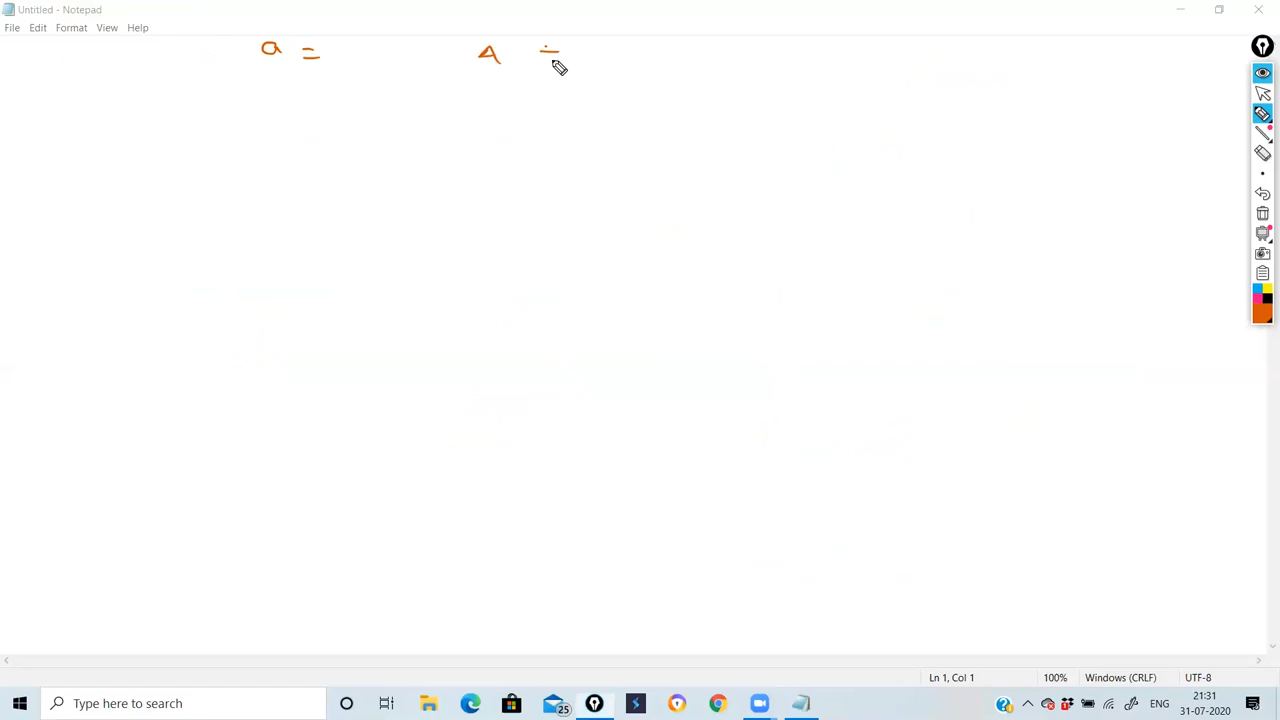 Untitled - Notepad
File Edit Format View Help
a = A
Ln 1, Col 1 100% Windows (CRLF) UTF-8
Type here to search 25 ENG 21:31
31-07-2020